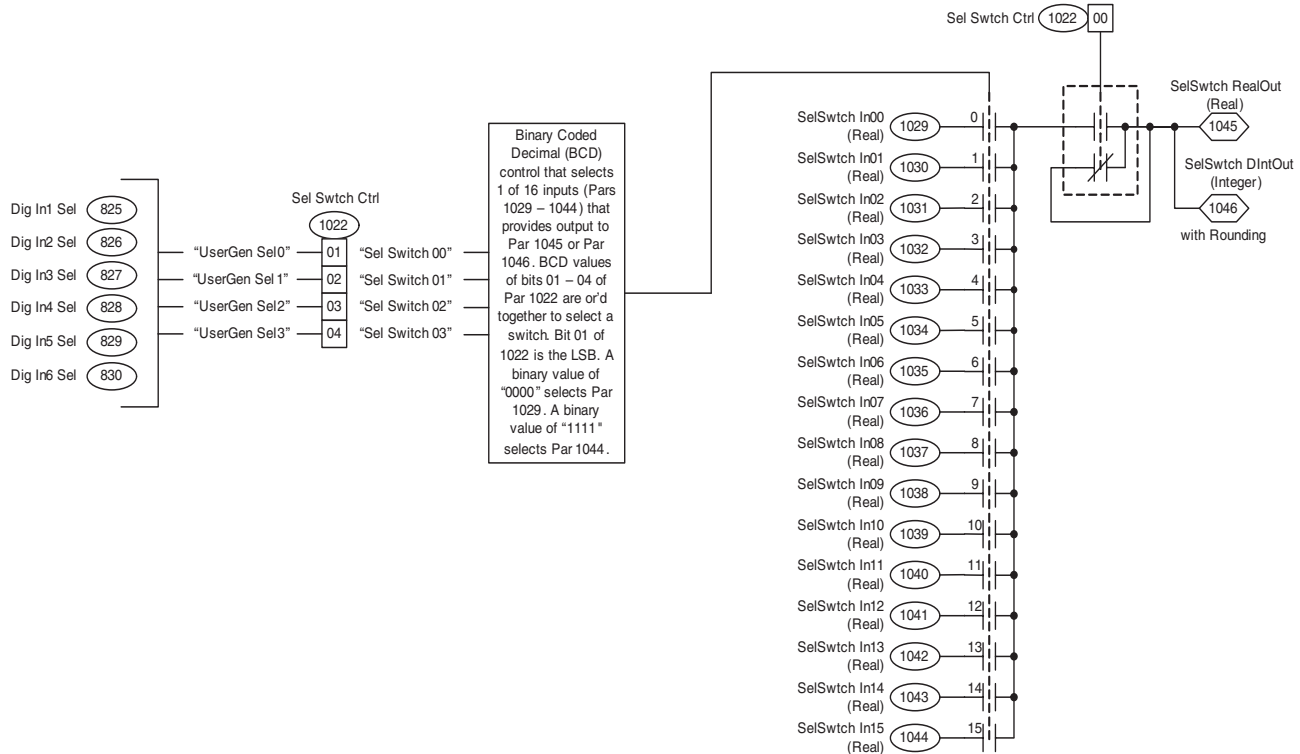 Sel Swtch Ctrl 1022 00
SelSwtch RealOut
(Real)
1045
SelSwtch DIntOut
(Integer)
1046
with Rounding
Dig In1 Sel 825
Dig In2 Sel 826
Dig In3 Sel 827
Dig In4 Sel 828
Dig In5 Sel 829
Dig In6 Sel 830
Sel Swtch Ctrl
1022
“UserGen Sel0” 01 “Sel Switch 00”
“UserGen Sel1” 02 “Sel Switch 01”
“UserGen Sel2” 03 “Sel Switch 02”
“UserGen Sel3” 04 “Sel Switch 03”
Binary Coded
Decimal (BCD)
control that selects
1 of 16 inputs (Pars
1029 – 1044) that
provides output to
Par 1045 or Par
1046. BCD values
of bits 01 – 04 of
Par 1022 are or’d
together to select a
switch. Bit 01 of
1022 is the LSB. A
binary value of
“0000” selects Par
1029. A binary
value of “1111"
selects Par 1044.
SelSwtch In00
(Real) 1029 0
SelSwtch In01
(Real) 1030 1
SelSwtch In02
(Real) 1031 2
SelSwtch In03
(Real) 1032 3
SelSwtch In04
(Real) 1033 4
SelSwtch In05
(Real) 1034 5
SelSwtch In06
(Real) 1035 6
SelSwtch In07
(Real) 1036 7
SelSwtch In08
(Real) 1037 8
SelSwtch In09
(Real) 1038 9
SelSwtch In10
(Real) 1039 10
SelSwtch In11
(Real) 1040 11
SelSwtch In12
(Real) 1041 12
SelSwtch In13
(Real) 1042 13
SelSwtch In14
(Real) 1043 14
SelSwtch In15
(Real) 1044 15